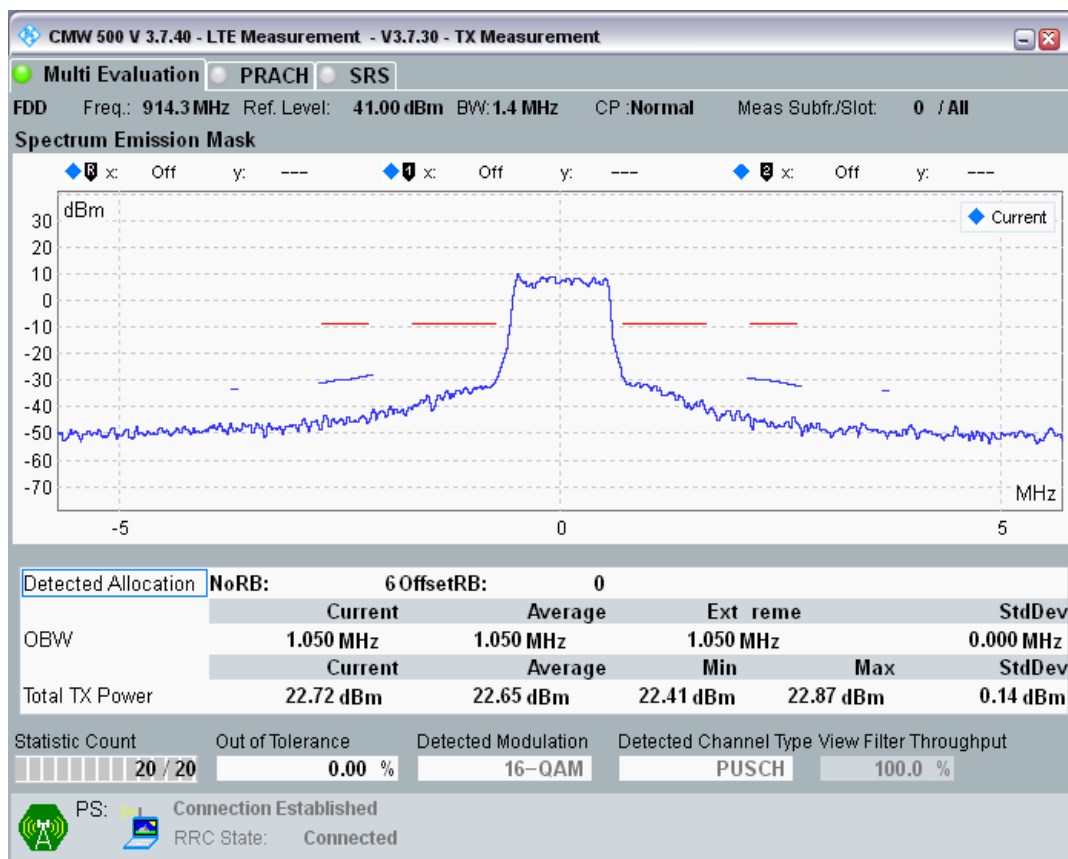 CMW 500 V 3.7.40 - LTE Measurement - V3.7.30 - TX Measurement
Multi Evaluation PRACH SRS
FDD Freq.: 914.3 MHz Ref. Level: 41.00 dBm BW: 1.4 MHz CP :Normal Meas Subfr./Slot: 0 / All
Spectrum Emission Mask
R x: Off y: --- 1 x: Off y: --- 2 x: Off y: ---
dBm
Current
30
20
10
0
-10
-20
-30
-40
-50
-60
-70
MHz
-5 0 5
Detected Allocation NoRB: 6 OffsetRB: 0
Current Average Ext reme StdDev
OBW 1.050 MHz 1.050 MHz 1.050 MHz 0.000 MHz
Current Average Min Max StdDev
Total TX Power 22.72 dBm 22.65 dBm 22.41 dBm 22.87 dBm 0.14 dBm
Statistic Count Out of Tolerance Detected Modulation Detected Channel Type View Filter Throughput
20 / 20 0.00 % 16-QAM PUSCH 100.0 %
PS: Connection Established
RRC State: Connected